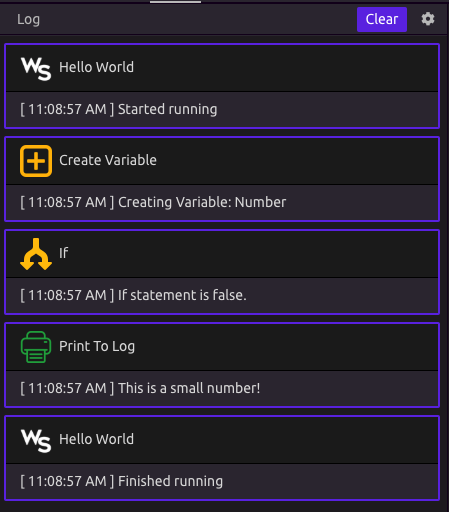 Log
Clear
WS
Hello World
[ 11:08:57 AM ] Started running
Create Variable
[ 11:08:57 AM ] Creating Variable: Number
If
[ 11:08:57 AM ] If statement is false.
Print To Log
[ 11:08:57 AM ] This is a small number!
WS
Hello World
[ 11:08:57 AM ] Finished running